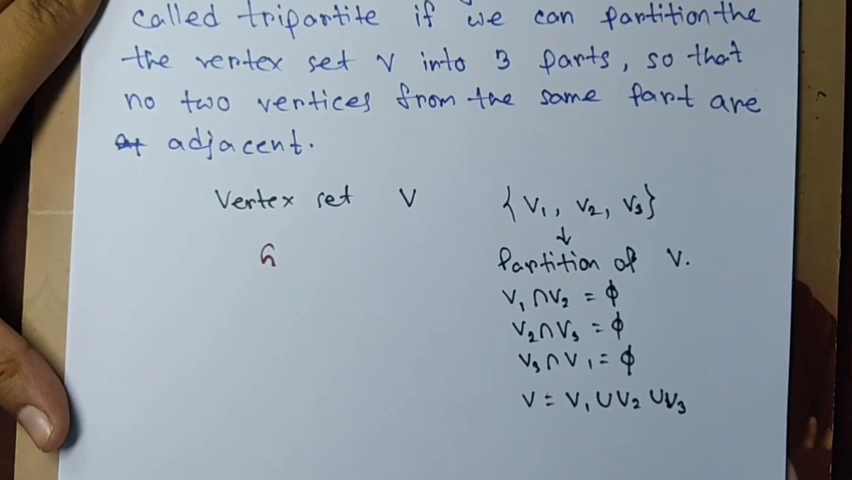 called tripartite if we can partition the
the vertex set V into 3 parts, so that
no two vertices from the same part are
adjacent.
Vertex set V
G
{V₁, V₂, V₃}
↓
Partition of V.
V₁ ∩ V₂ = ϕ
V₂ ∩ V₃ = ϕ
V₃ ∩ V₁ = ϕ
V = V₁ ∪ V₂ ∪ V₃